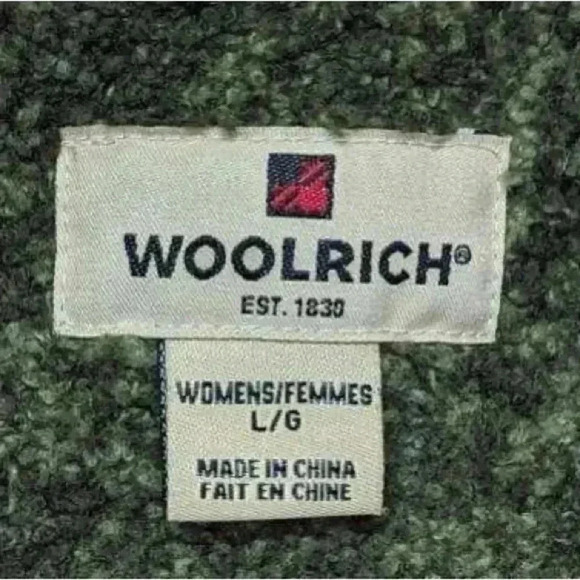 WOOLRICH®
EST. 1830
WOMENS/FEMMES
L/G
MADE IN CHINA
FAIT EN CHINE